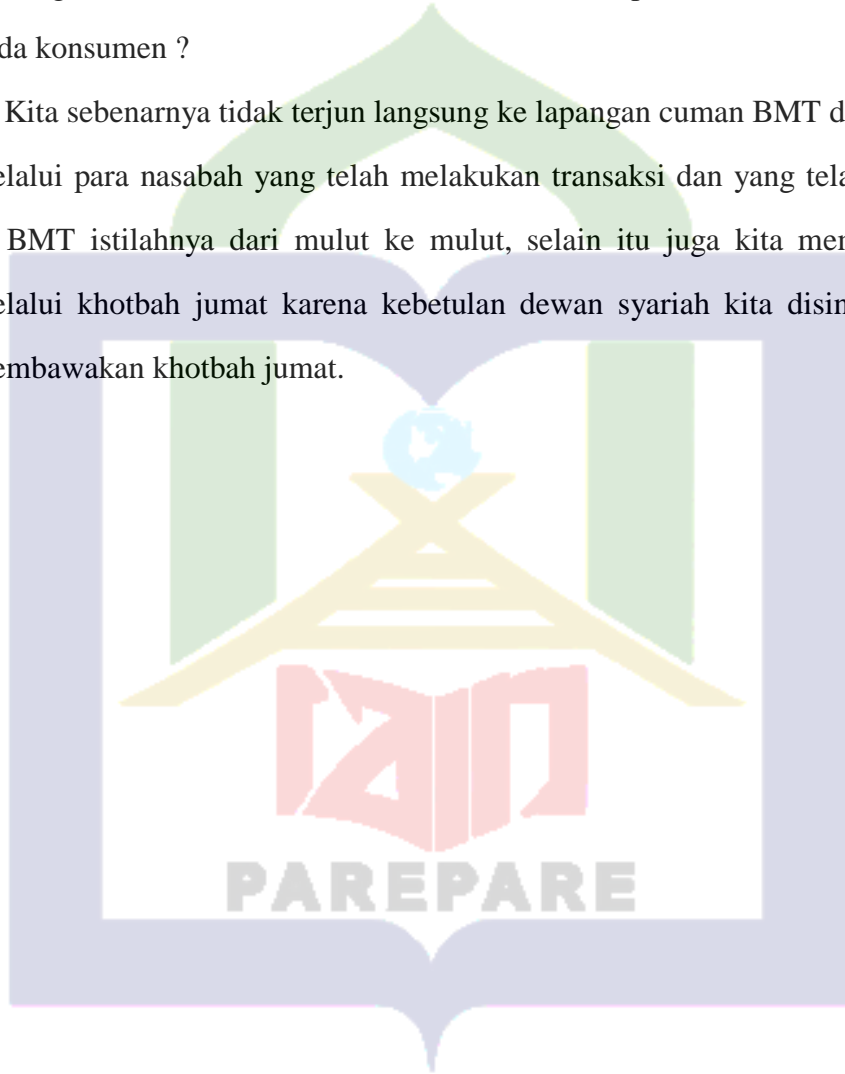 da konsumen ?
Kita sebenarnya tidak terjun langsung ke lapangan cuman BMT d
elalui para nasabah yang telah melakukan transaksi dan yang tela
BMT istilahnya dari mulut ke mulut, selain itu juga kita mer
elalui khotbah jumat karena kebetulan dewan syariah kita disin
embawakan khotbah jumat.
PAREPARE